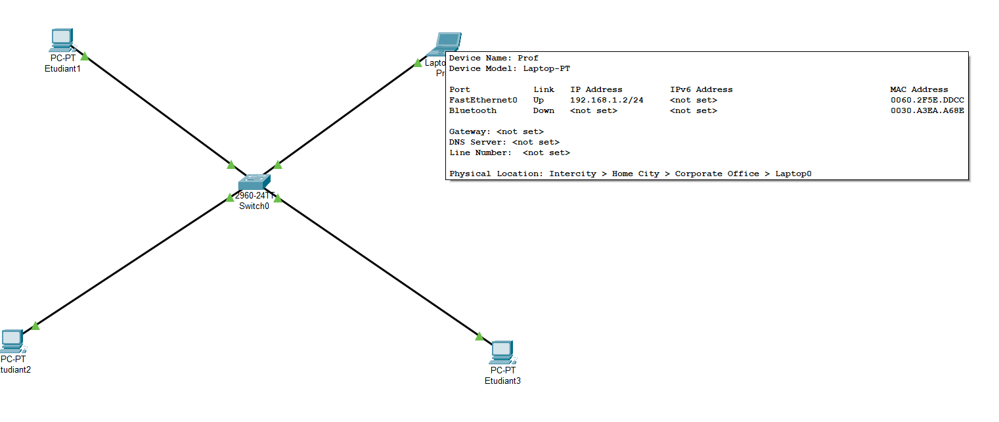 PC-PT
Etudiant1
Lapto
Pr
Device Name: Prof
Device Model: Laptop-PT
Port Link IP Address IPv6 Address MAC Address
FastEthernet0 Up 192.168.1.2/24 <not set> 0060.2F5E.DDCC
Bluetooth Down <not set> <not set> 0030.A3EA.A68E
Gateway: <not set>
DNS Server: <not set>
Line Number: <not set>
Physical Location: Intercity > Home City > Corporate Office > Laptop0
2960-24TT
Switch0
PC-PT
tudiant2
PC-PT
Etudiant3